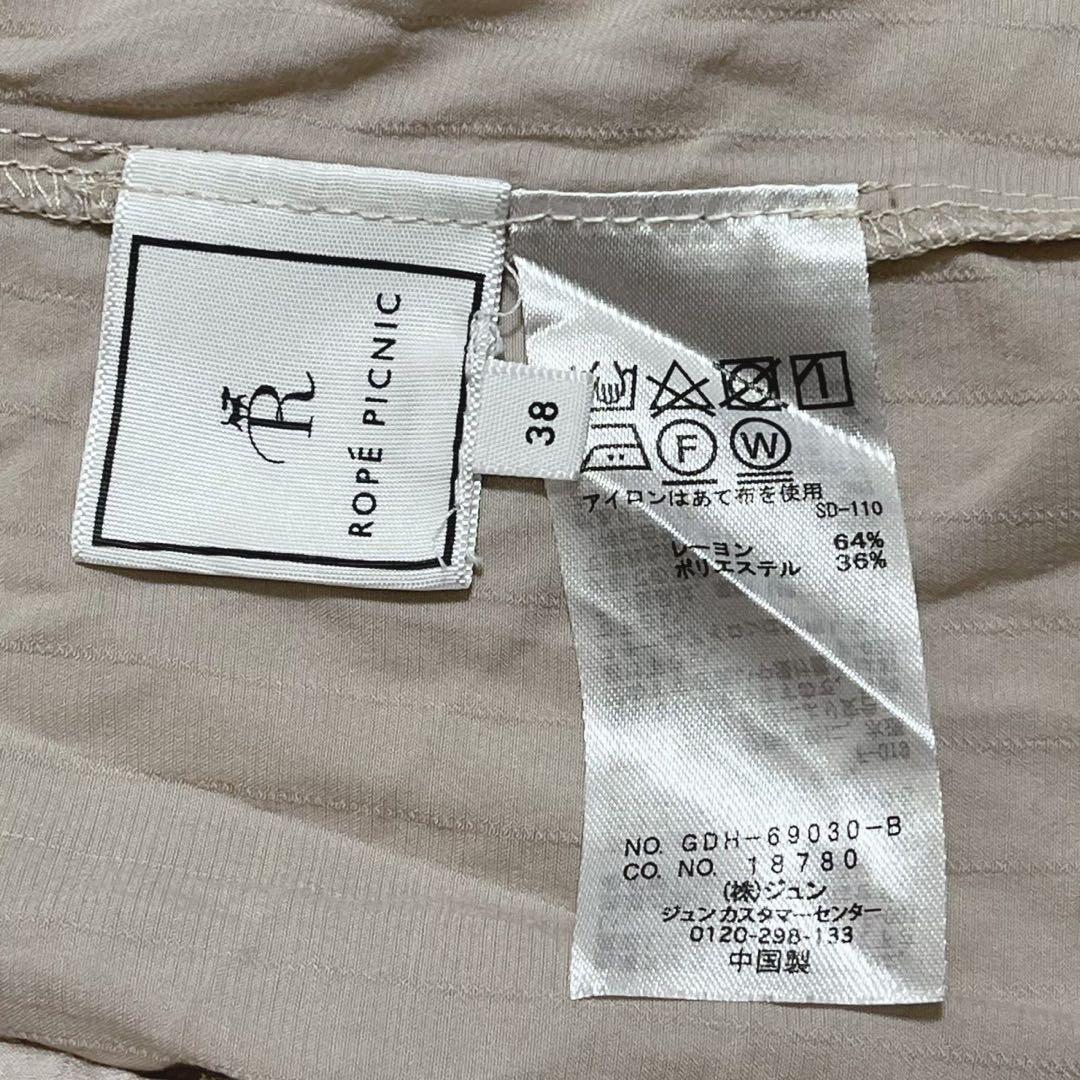 R
ROPÉ PICNIC
38
F
W
アイロンはあて布を使用
SD-110
レーヨン 64%
ポリエステル 36%
NO. GDH-69030-B
CO. NO. 18780
(株)ジュン
ジュンカスタマーセンター
0120-298-133
中国製